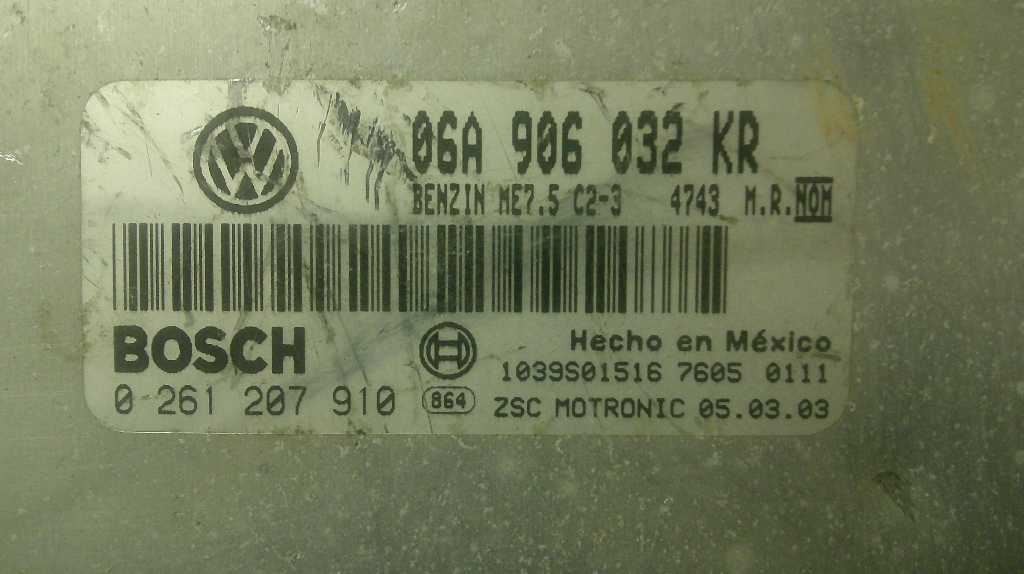 06A 906 032 KR
BENZIN ME7.5 C2-3 4743 M.R.NOM
BOSCH
Hecho en México
1039S01516 7605 0111
0 261 207 910 864 ZSC MOTRONIC 05.03.03